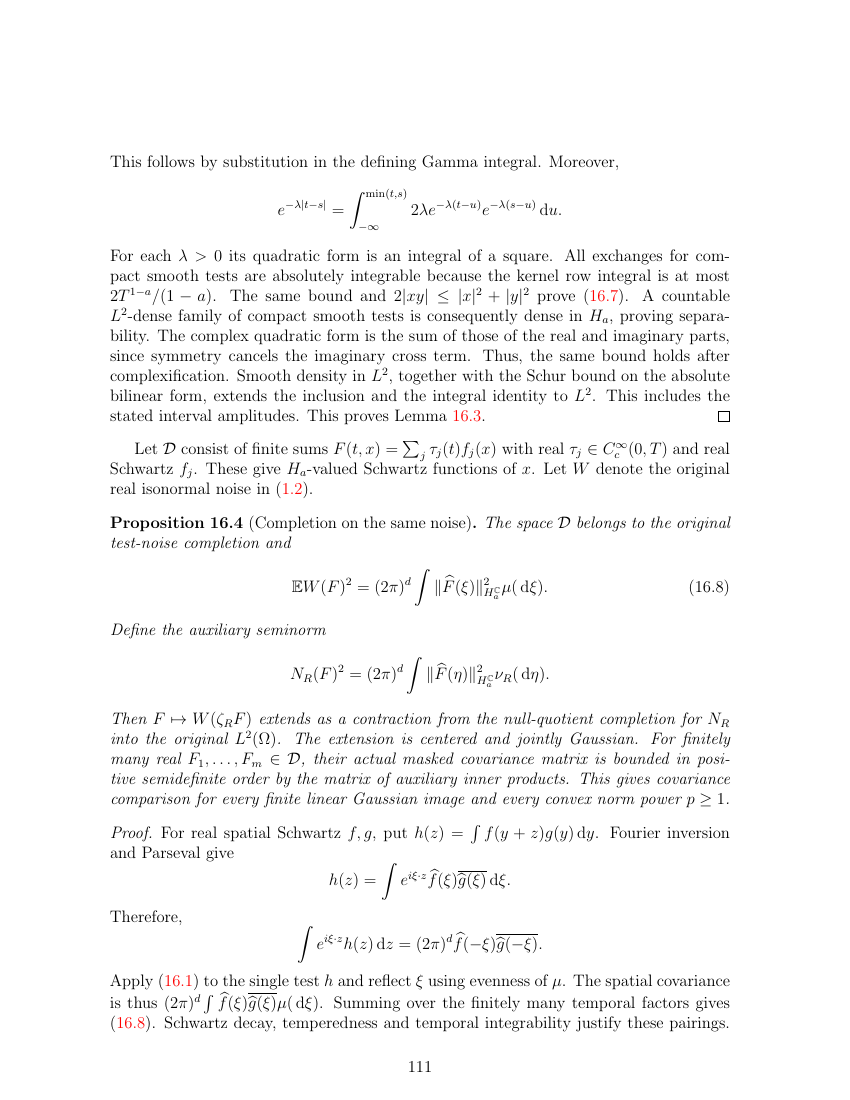 This follows by substitution in the defining Gamma integral. Moreover,
e^{−λ|t−s|} = ∫_{−∞}^{min(t,s)} 2λe^{−λ(t−u)}e^{−λ(s−u)} du.
For each λ > 0 its quadratic form is an integral of a square. All exchanges for com-
pact smooth tests are absolutely integrable because the kernel row integral is at most
2T^{1−a}/(1 − a). The same bound and 2|xy| ≤ |x|² + |y|² prove (16.7). A countable
L²-dense family of compact smooth tests is consequently dense in H_a, proving separa-
bility. The complex quadratic form is the sum of those of the real and imaginary parts,
since symmetry cancels the imaginary cross term. Thus, the same bound holds after
complexification. Smooth density in L², together with the Schur bound on the absolute
bilinear form, extends the inclusion and the integral identity to L². This includes the
stated interval amplitudes. This proves Lemma 16.3. □
Let 𝒟 consist of finite sums F(t, x) = ∑_j τ_j(t)f_j(x) with real τ_j ∈ C_c^∞(0, T) and real
Schwartz f_j. These give H_a-valued Schwartz functions of x. Let W denote the original
real isonormal noise in (1.2).
Proposition 16.4 (Completion on the same noise). The space 𝒟 belongs to the original
test-noise completion and
𝔼W(F)² = (2π)^d ∫ ‖F̂(ξ)‖²_{H_a^ℂ} μ( dξ). (16.8)
Define the auxiliary seminorm
N_R(F)² = (2π)^d ∫ ‖F̂(η)‖²_{H_a^ℂ} ν_R( dη).
Then F ↦ W(ζ_R F) extends as a contraction from the null-quotient completion for N_R
into the original L²(Ω). The extension is centered and jointly Gaussian. For finitely
many real F_1, . . . , F_m ∈ 𝒟, their actual masked covariance matrix is bounded in posi-
tive semidefinite order by the matrix of auxiliary inner products. This gives covariance
comparison for every finite linear Gaussian image and every convex norm power p ≥ 1.
Proof. For real spatial Schwartz f, g, put h(z) = ∫ f(y + z)g(y) dy. Fourier inversion
and Parseval give
h(z) = ∫ e^{iξ·z} f̂(ξ)\overline{ĝ(ξ)} dξ.
Therefore,
∫ e^{iξ·z} h(z) dz = (2π)^d f̂(−ξ)\overline{ĝ(−ξ)}.
Apply (16.1) to the single test h and reflect ξ using evenness of μ. The spatial covariance
is thus (2π)^d ∫ f̂(ξ)\overline{ĝ(ξ)}μ( dξ). Summing over the finitely many temporal factors gives
(16.8). Schwartz decay, temperedness and temporal integrability justify these pairings.
111